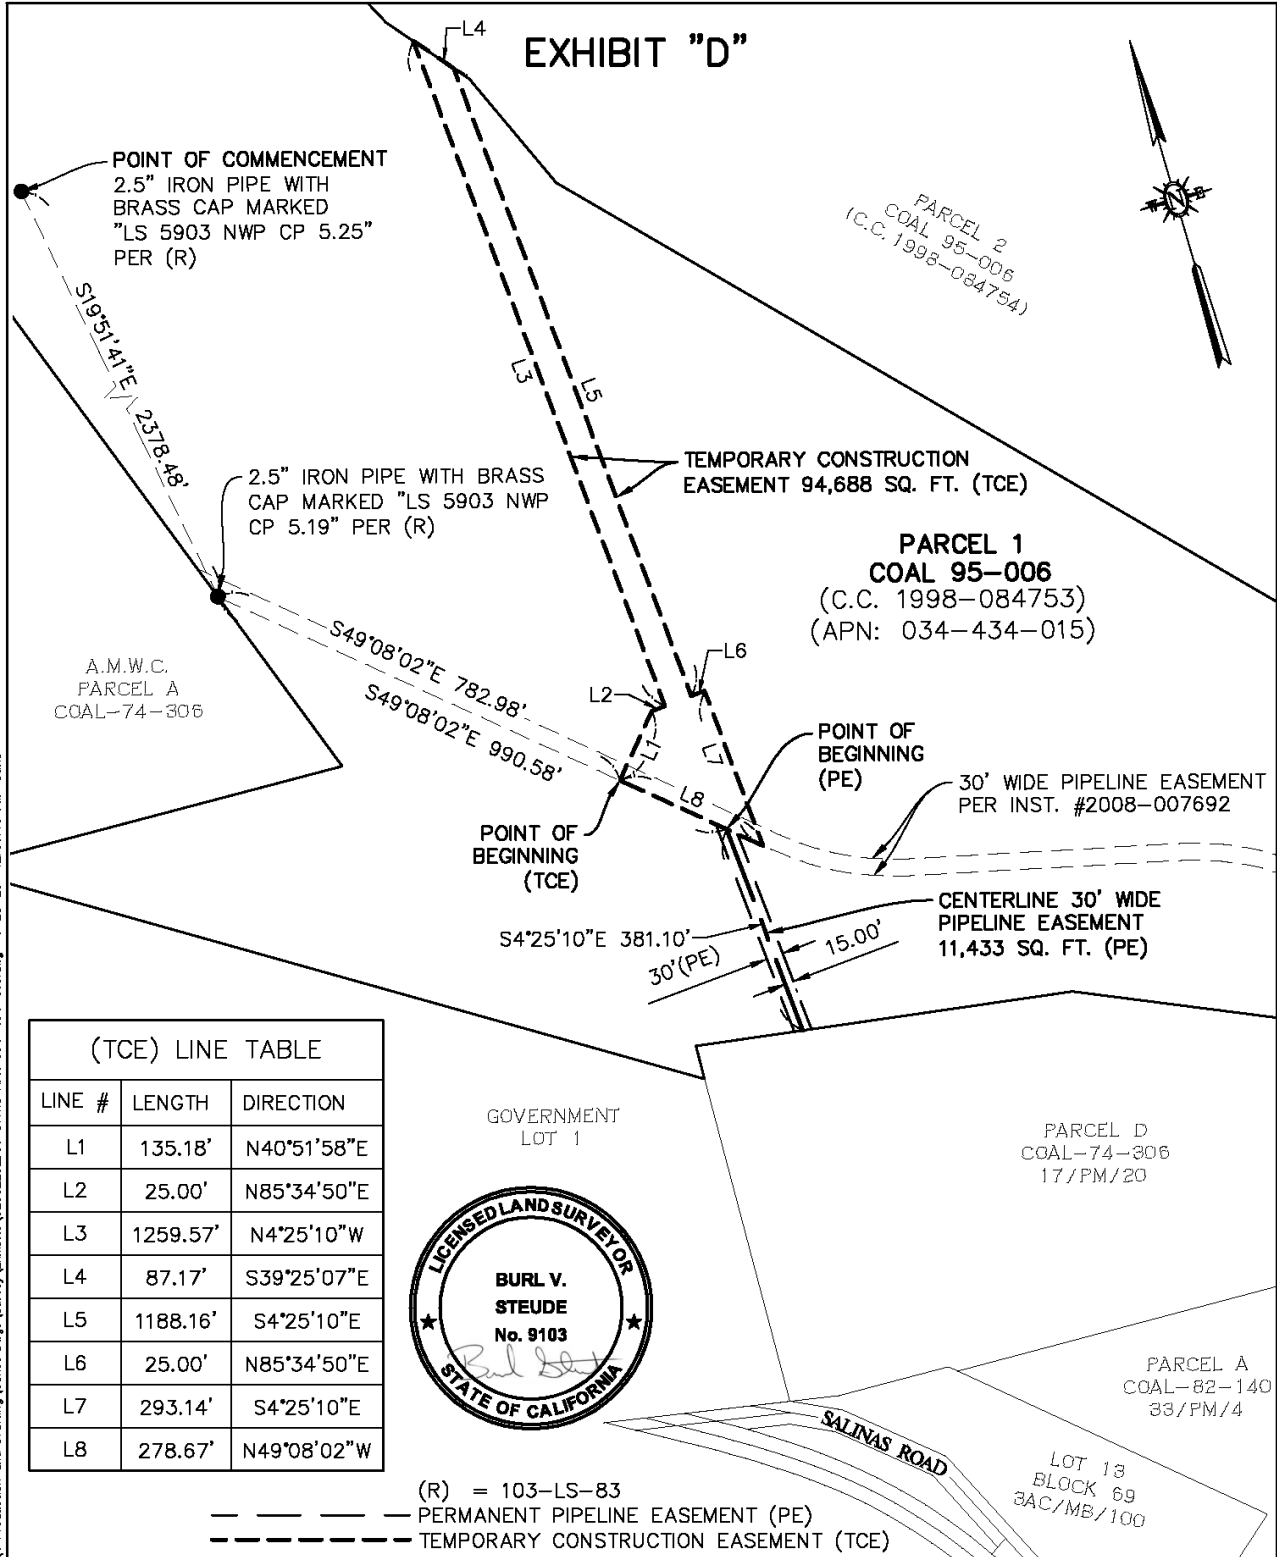 EXHIBIT "D"
L4
POINT OF COMMENCEMENT
2.5" IRON PIPE WITH
BRASS CAP MARKED
"LS 5903 NWP CP 5.25"
PER (R)
PARCEL 2
COAL 95-006
(C.C. 1998-084754)
N
S19°51'41"E 2378.48'
L3
L5
2.5" IRON PIPE WITH BRASS
CAP MARKED "LS 5903 NWP
CP 5.19" PER (R)
TEMPORARY CONSTRUCTION
EASEMENT 94,688 SQ. FT. (TCE)
PARCEL 1
COAL 95-006
(C.C. 1998-084753)
(APN: 034-434-015)
A.M.W.C.
PARCEL A
COAL-74-306
S49°08'02"E 782.98'
S49°08'02"E 990.58'
L6
L2
L1
L7
L8
POINT OF
BEGINNING
(PE)
30' WIDE PIPELINE EASEMENT
PER INST. #2008-007692
POINT OF
BEGINNING
(TCE)
CENTERLINE 30' WIDE
PIPELINE EASEMENT
11,433 SQ. FT. (PE)
S4°25'10"E 381.10'
30'(PE)
15.00'
(TCE) LINE TABLE
LINE # LENGTH DIRECTION
L1 135.18' N40°51'58"E
L2 25.00' N85°34'50"E
L3 1259.57' N4°25'10"W
L4 87.17' S39°25'07"E
L5 1188.16' S4°25'10"E
L6 25.00' N85°34'50"E
L7 293.14' S4°25'10"E
L8 278.67' N49°08'02"W
GOVERNMENT
LOT 1
PARCEL D
COAL-74-306
17/PM/20
LICENSED LAND SURVEYOR
BURL V.
STEUDE
No. 9103
STATE OF CALIFORNIA
PARCEL A
COAL-82-140
33/PM/4
SALINAS ROAD
LOT 13
BLOCK 69
3AC/MB/100
(R) = 103-LS-83
PERMANENT PIPELINE EASEMENT (PE)
TEMPORARY CONSTRUCTION EASEMENT (TCE)